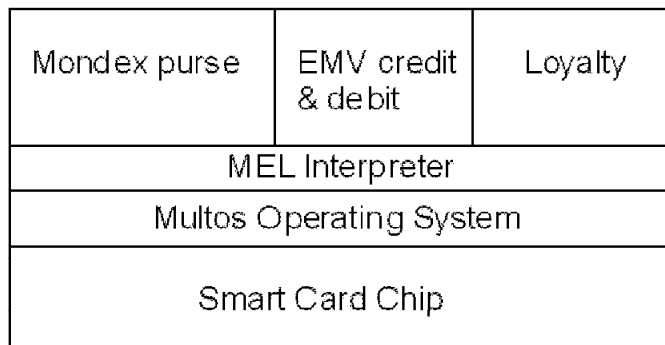 Mondex purse
EMV credit
& debit
Loyalty
MEL Interpreter
Multos Operating System
Smart Card Chip